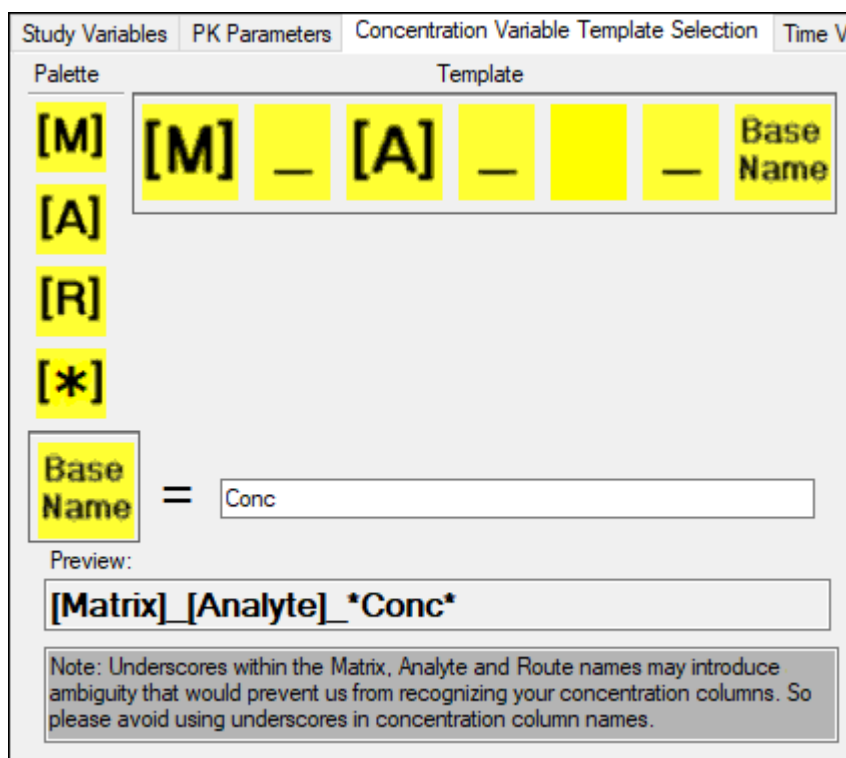 Study Variables PK Parameters Concentration Variable Template Selection Time V
Palette Template
[M]
[M] _ [A] _ _ Base Name
[A]
[R]
[*]
Base Name = Conc
Preview:
[Matrix]_[Analyte]_*Conc*
Note: Underscores within the Matrix, Analyte and Route names may introduce
ambiguity that would prevent us from recognizing your concentration columns. So
please avoid using underscores in concentration column names.